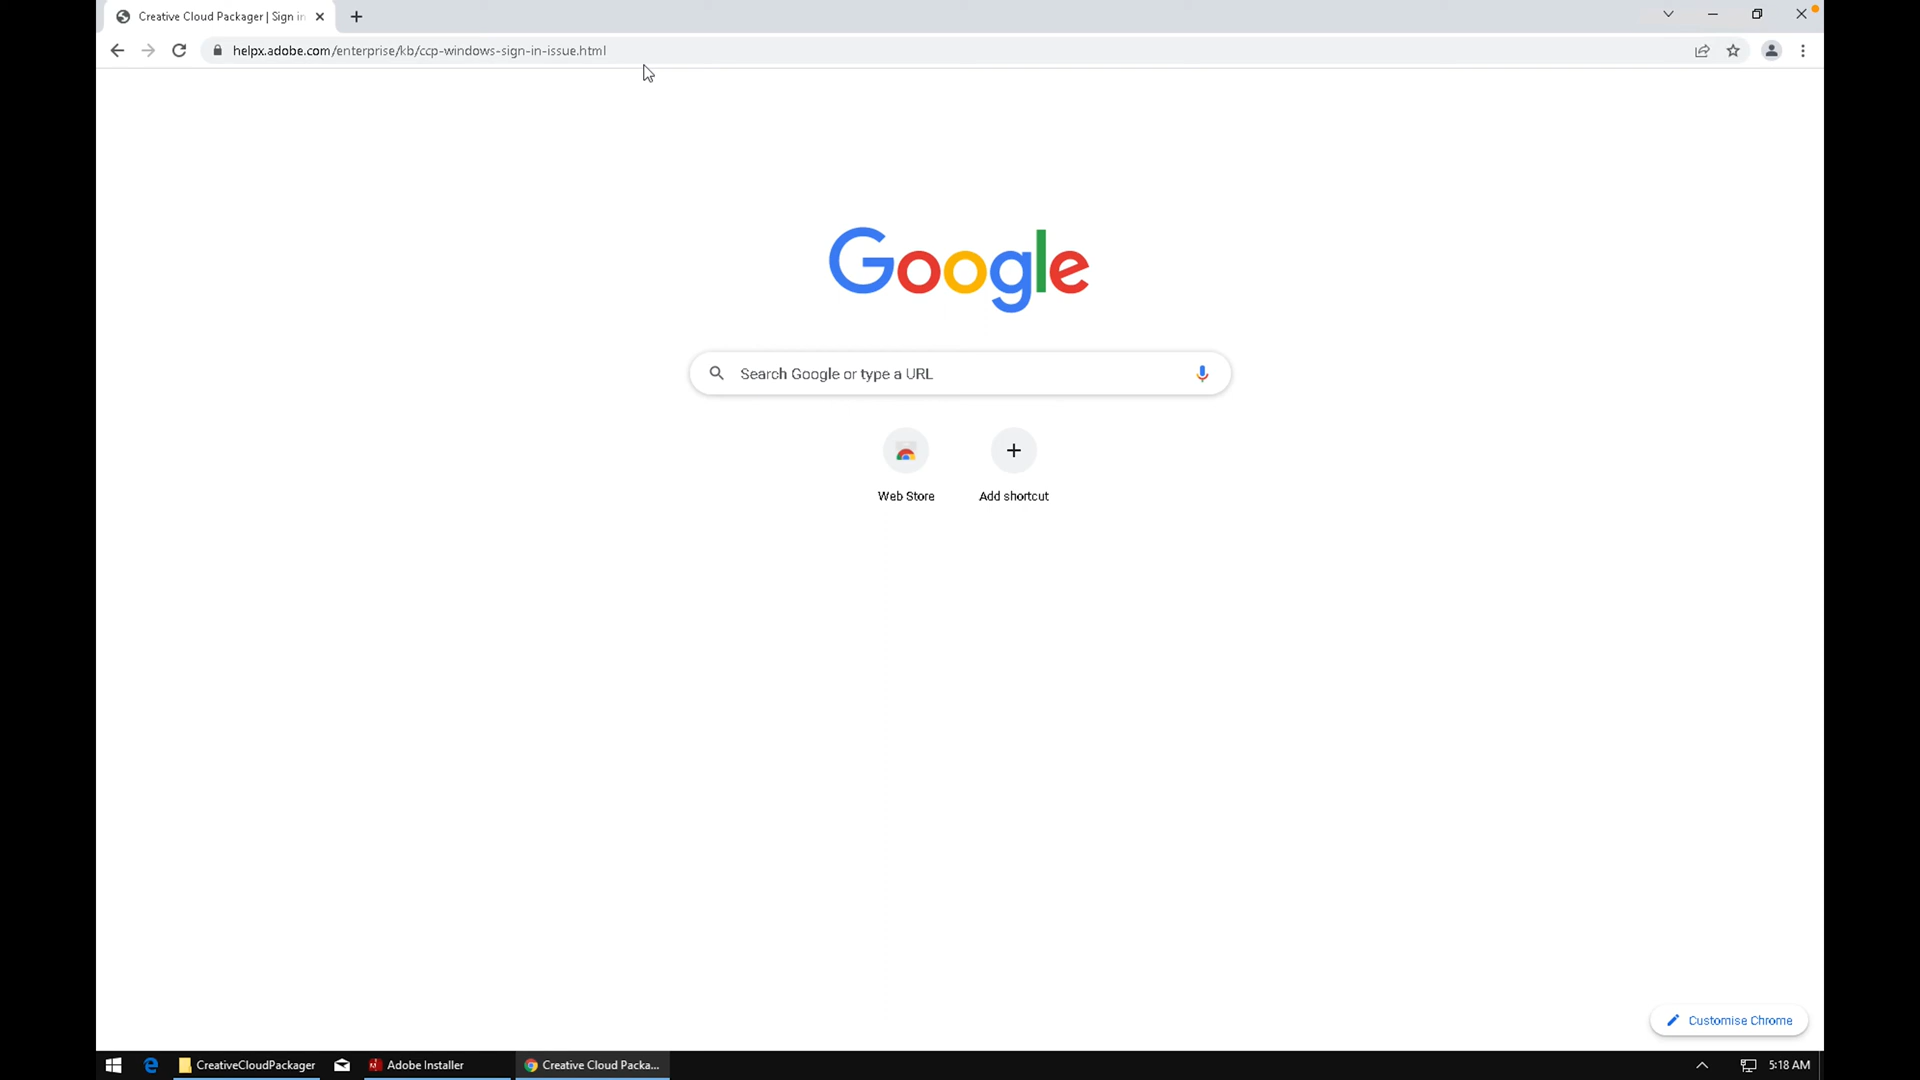 Creative Cloud Packager | Sign in
helpx.adobe.com/enterprise/kb/ccp-windows-sign-in-issue.html
Google
Search Google or type a URL
Web Store
Add shortcut
Customise Chrome
CreativeCloudPackager
Adobe Installer
Creative Cloud Packa...
5:18 AM